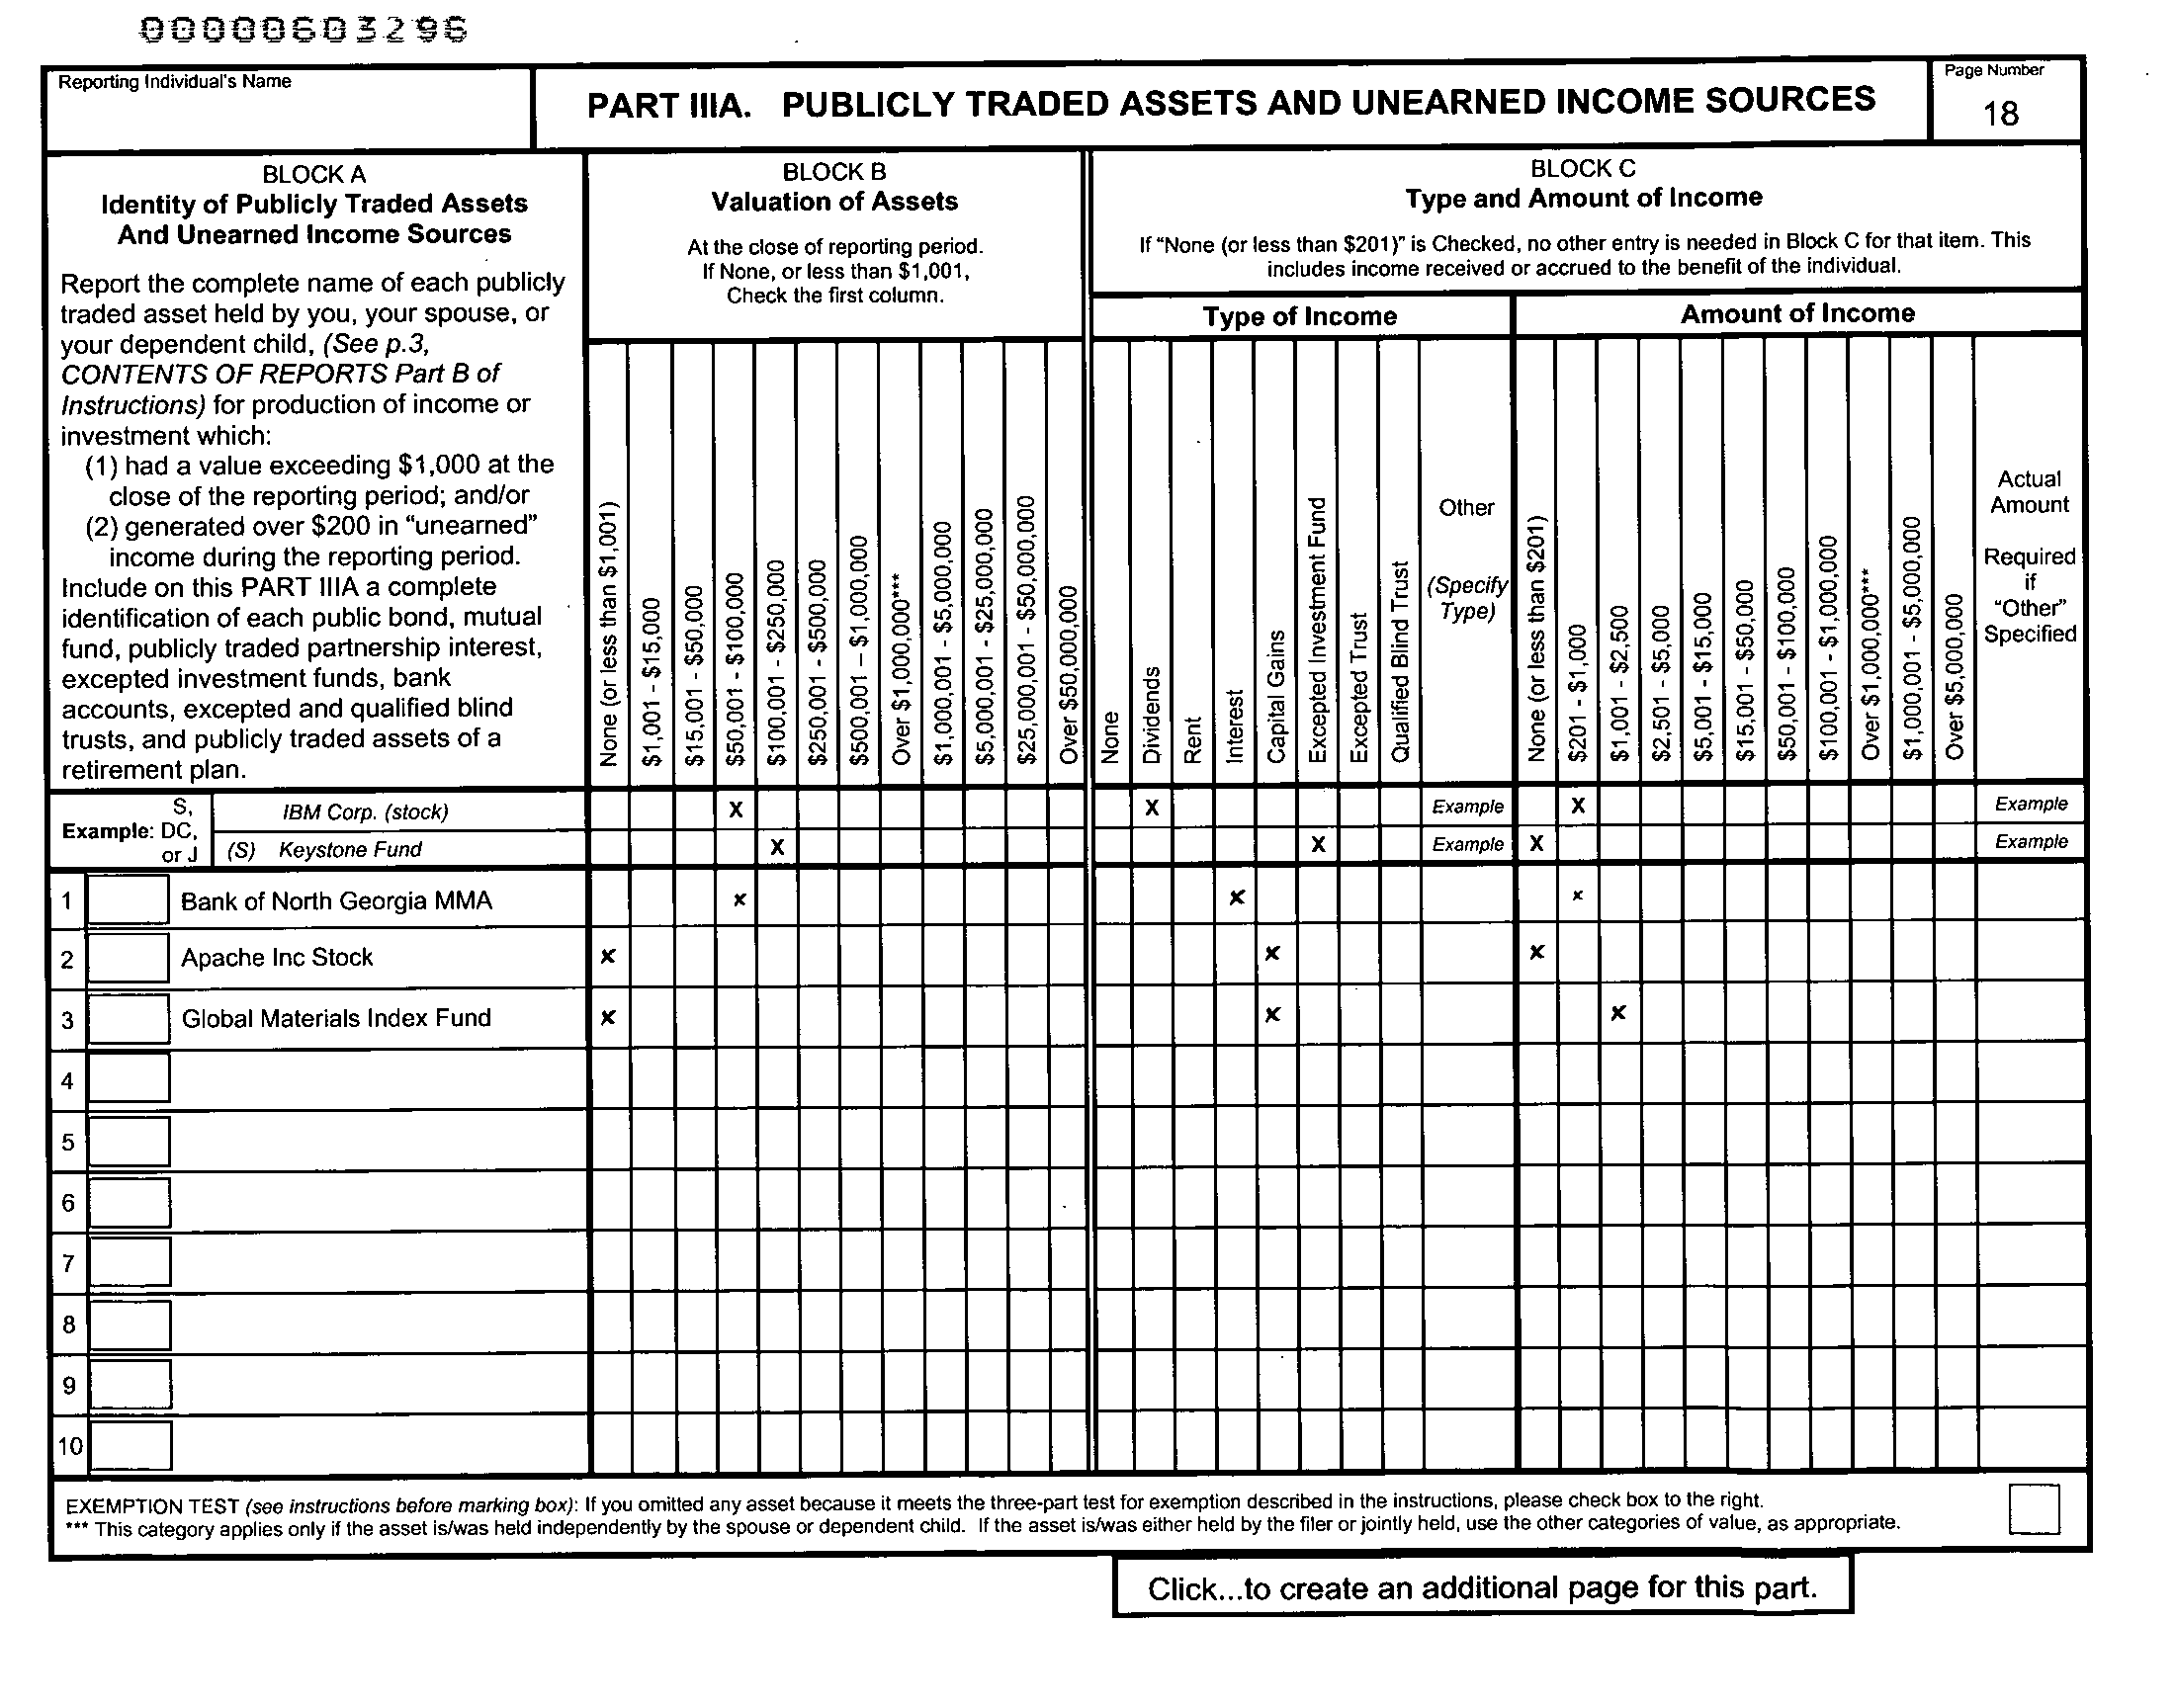 00000603296
Reporting Individual's Name
PART IIIA. PUBLICLY TRADED ASSETS AND UNEARNED INCOME SOURCES
Page Number
18
BLOCK A
Identity of Publicly Traded Assets
And Unearned Income Sources
Report the complete name of each publicly
traded asset held by you, your spouse, or
your dependent child, (See p.3,
CONTENTS OF REPORTS Part B of
Instructions) for production of income or
investment which:
(1) had a value exceeding $1,000 at the
close of the reporting period; and/or
(2) generated over $200 in "unearned"
income during the reporting period.
Include on this PART IIIA a complete
identification of each public bond, mutual
fund, publicly traded partnership interest,
excepted investment funds, bank
accounts, excepted and qualified blind
trusts, and publicly traded assets of a
retirement plan.
BLOCK B
Valuation of Assets
At the close of reporting period.
If None, or less than $1,001,
Check the first column.
BLOCK C
Type and Amount of Income
If "None (or less than $201)" is Checked, no other entry is needed in Block C for that item. This
includes income received or accrued to the benefit of the individual.
Type of Income
Amount of Income
None (or less than $1,001)
$1,001 - $15,000
$15,001 - $50,000
$50,001 - $100,000
$100,001 - $250,000
$250,001 - $500,000
$500,001 – $1,000,000
Over $1,000,000***
$1,000,001 - $5,000,000
$5,000,001 - $25,000,000
$25,000,001 - $50,000,000
Over $50,000,000
None
Dividends
Rent
Interest
Capital Gains
Excepted Investment Fund
Excepted Trust
Qualified Blind Trust
Other
(Specify
Type)
None (or less than $201)
$201 - $1,000
$1,001 - $2,500
$2,501 - $5,000
$5,001 - $15,000
$15,001 - $50,000
$50,001 - $100,000
$100,001 - $1,000,000
Over $1,000,000***
$1,000,001 - $5,000,000
Over $5,000,000
Actual
Amount
Required
if
"Other"
Specified
Example:
S,
DC,
or J
IBM Corp. (stock) X X Example X Example
(S) Keystone Fund X X Example X Example
1 Bank of North Georgia MMA x x x
2 Apache Inc Stock x x x
3 Global Materials Index Fund x x x
4
5
6
7
8
9
10
EXEMPTION TEST (see instructions before marking box): If you omitted any asset because it meets the three-part test for exemption described in the instructions, please check box to the right.
*** This category applies only if the asset is/was held independently by the spouse or dependent child. If the asset is/was either held by the filer or jointly held, use the other categories of value, as appropriate.
Click...to create an additional page for this part.